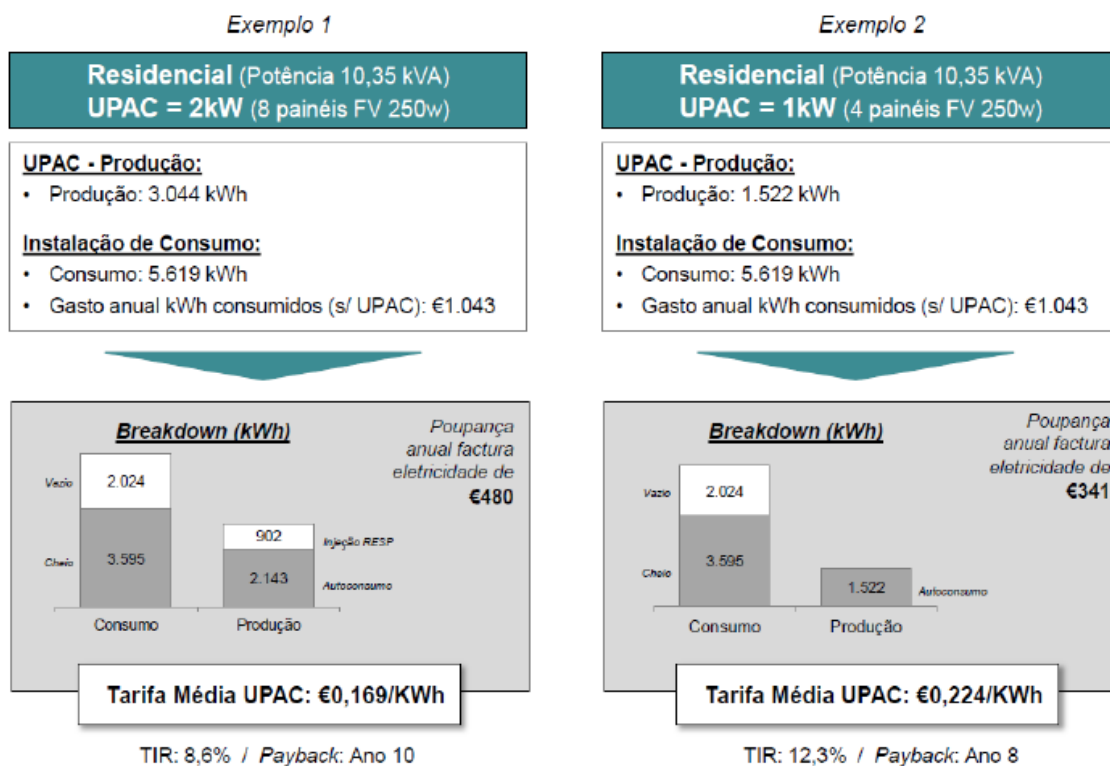 Exemplo 1
Residencial (Potência 10,35 kVA)
UPAC = 2kW (8 painéis FV 250w)
UPAC - Produção:
• Produção: 3.044 kWh
Instalação de Consumo:
• Consumo: 5.619 kWh
• Gasto anual kWh consumidos (s/ UPAC): €1.043
Breakdown (kWh)
Poupança
anual factura
eletricidade de
€480
Vazio
2.024
Cheio
3.595
902
Injeção RESP
2.143
Autoconsumo
Consumo
Produção
Tarifa Média UPAC: €0,169/KWh
TIR: 8,6% / Payback: Ano 10
Exemplo 2
Residencial (Potência 10,35 kVA)
UPAC = 1kW (4 painéis FV 250w)
UPAC - Produção:
• Produção: 1.522 kWh
Instalação de Consumo:
• Consumo: 5.619 kWh
• Gasto anual kWh consumidos (s/ UPAC): €1.043
Breakdown (kWh)
Poupança
anual factura
eletricidade de
€341
Vazio
2.024
Cheio
3.595
1.522
Autoconsumo
Consumo
Produção
Tarifa Média UPAC: €0,224/KWh
TIR: 12,3% / Payback: Ano 8